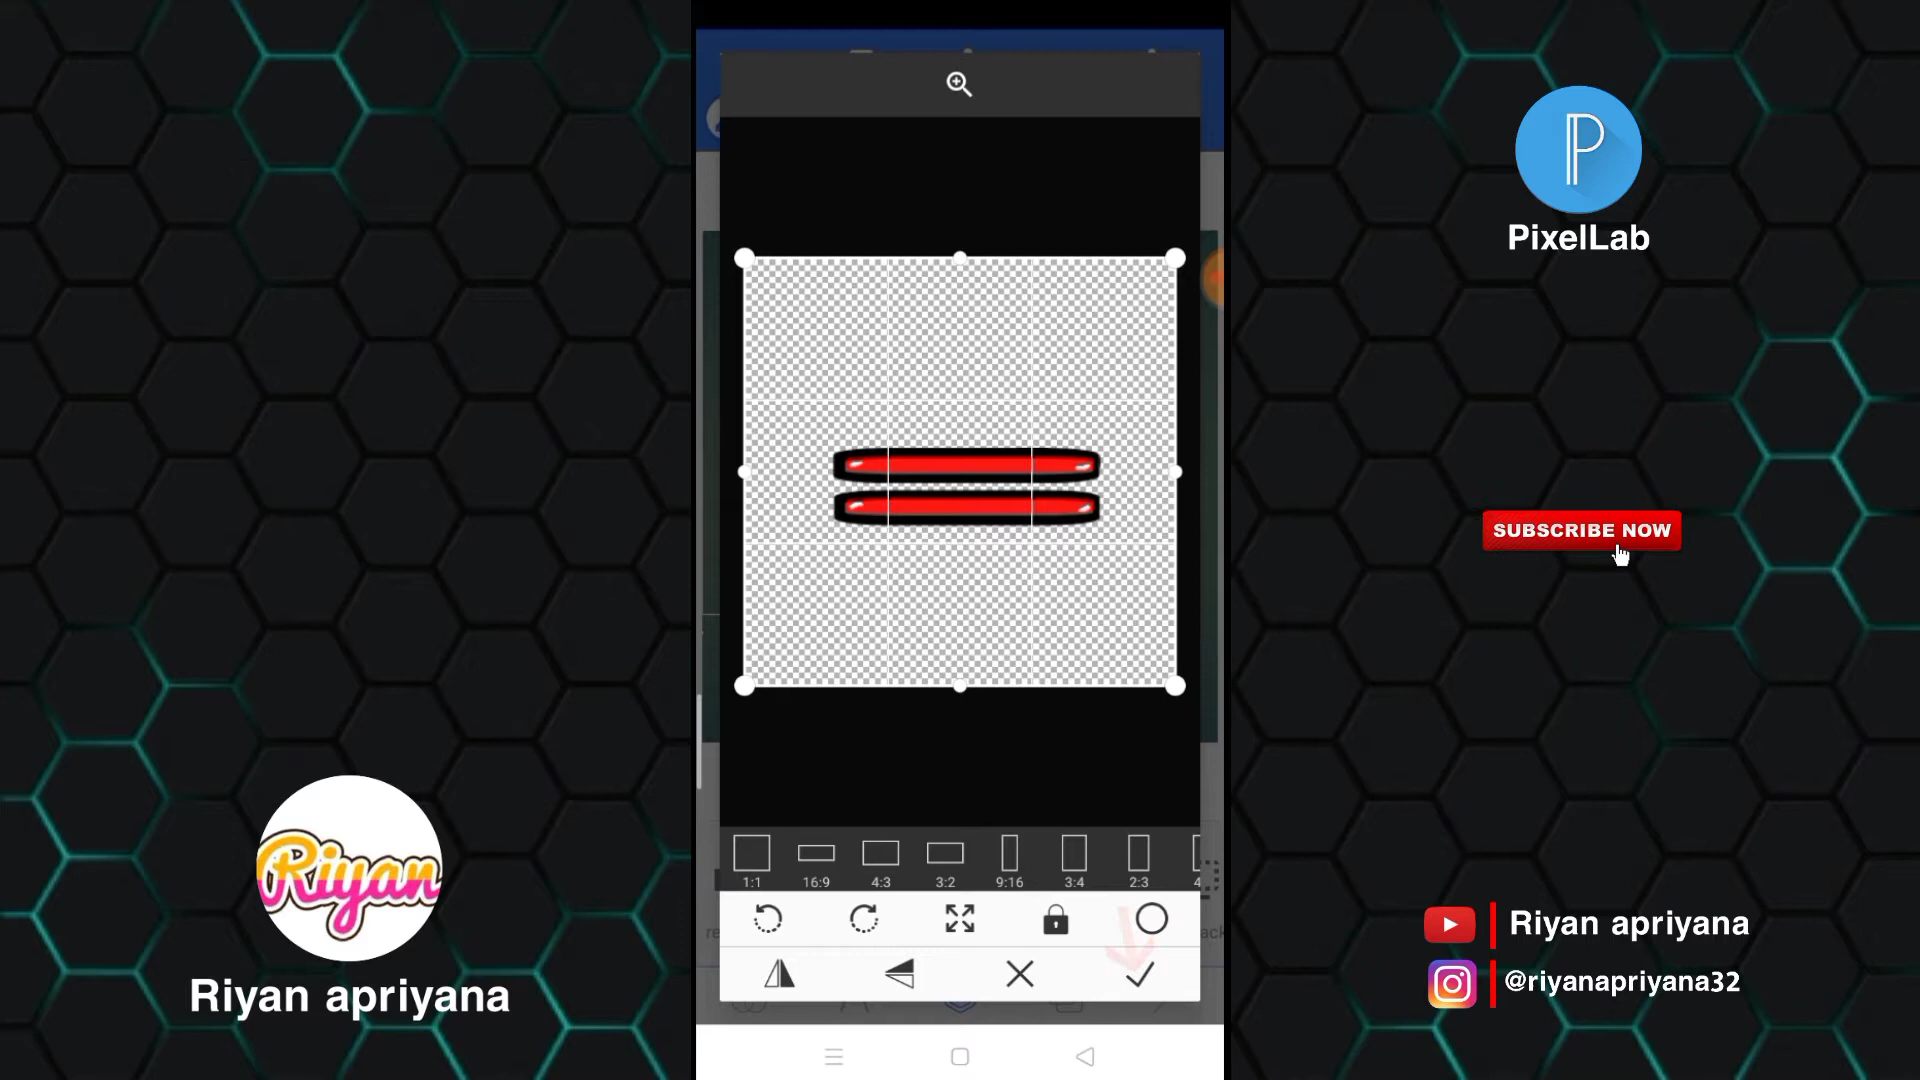 PixelLab
SUBSCRIBE NOW
1:1 16:9 4:3 3:2 9:16 3:4 2:3
Riyan
Riyan apriyana
Riyan apriyana
@riyanapriyana32